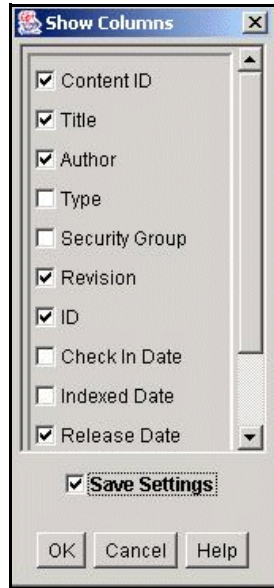 Show Columns
Content ID
Title
Author
Type
Security Group
Revision
ID
Check In Date
Indexed Date
Release Date
Save Settings
OK Cancel Help